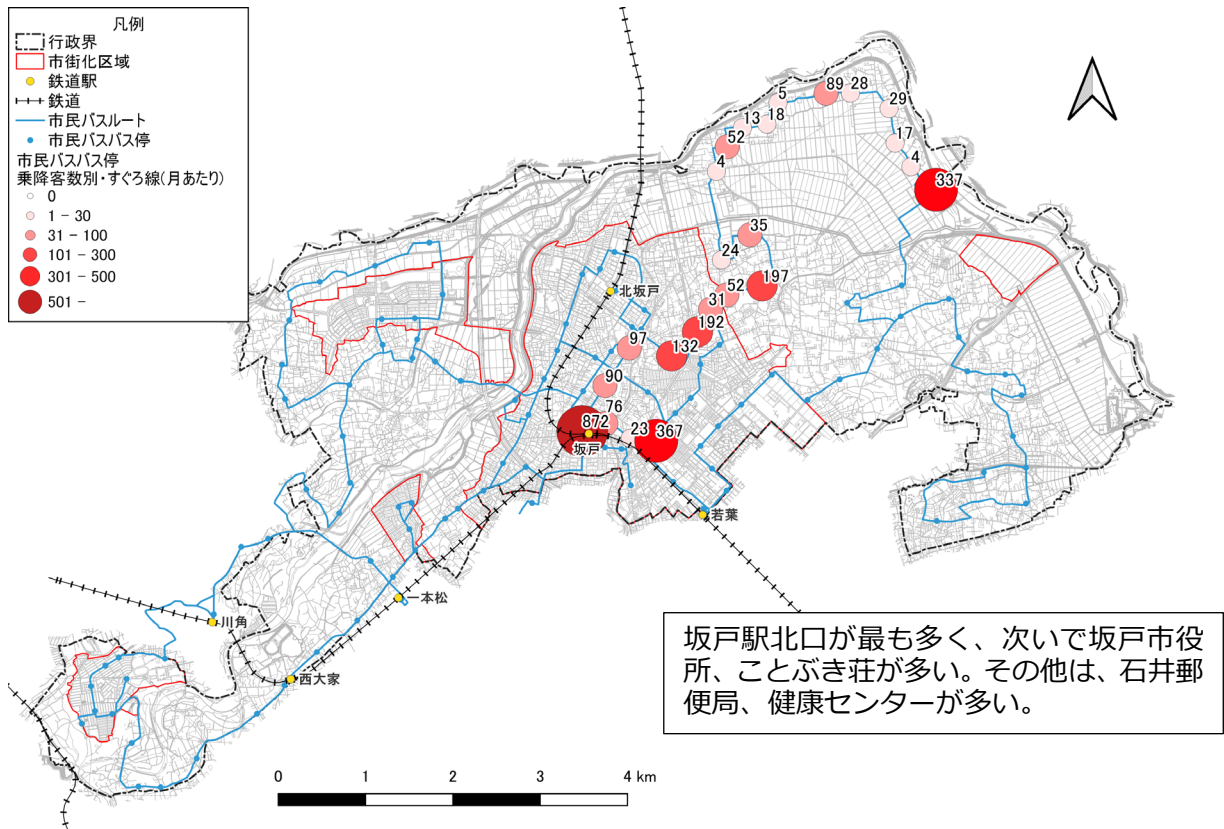 凡例
行政界
市街化区域
鉄道駅
鉄道
市民バスルート
市民バスバス停
市民バスバス停
乗降客数別・すぐろ線(月あたり)
0
1 - 30
31 - 100
101 - 300
301 - 500
501 -
5
89
28
29
13
18
52
17
4
4
337
35
24
197
52
31
192
132
97
90
76
872
23
367
北坂戸
坂戸
若葉
一本松
川角
西大家
坂戸駅北口が最も多く、次いで坂戸市役
所、ことぶき荘が多い。その他は、石井郵
便局、健康センターが多い。
0 1 2 3 4 km